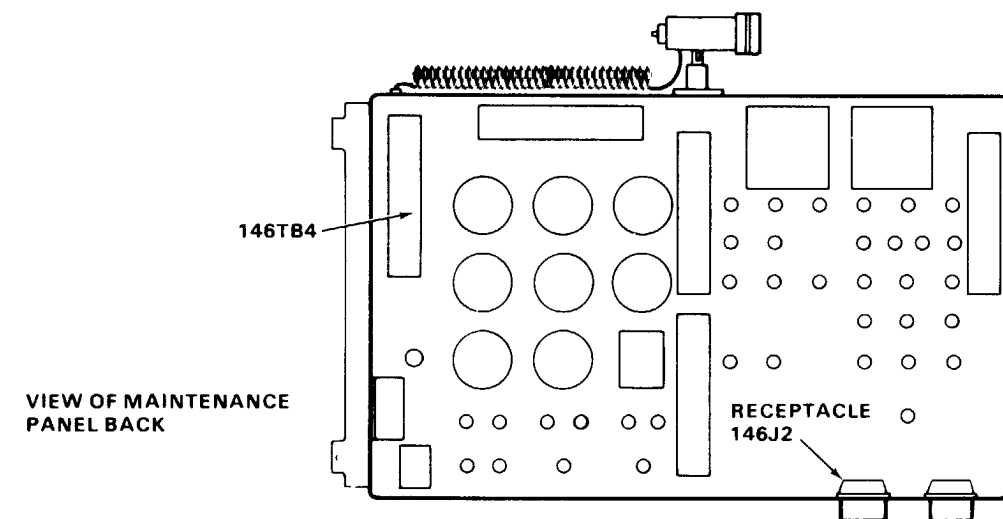 146TB4
VIEW OF MAINTENANCE
PANEL BACK
RECEPTACLE
146J2